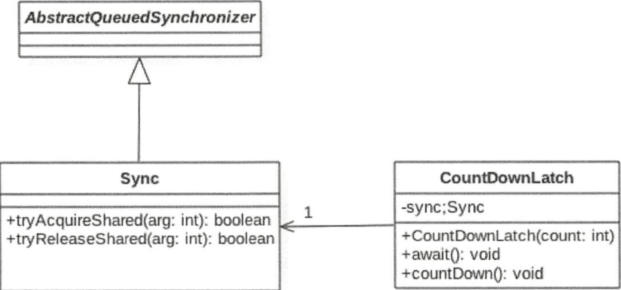 AbstractQueuedSynchronizer
Sync
+tryAcquireShared(arg: int): boolean
+tryReleaseShared(arg: int): boolean
1
CountDownLatch
-sync;Sync
+CountDownLatch(count: int)
+await(): void
+countDown(): void